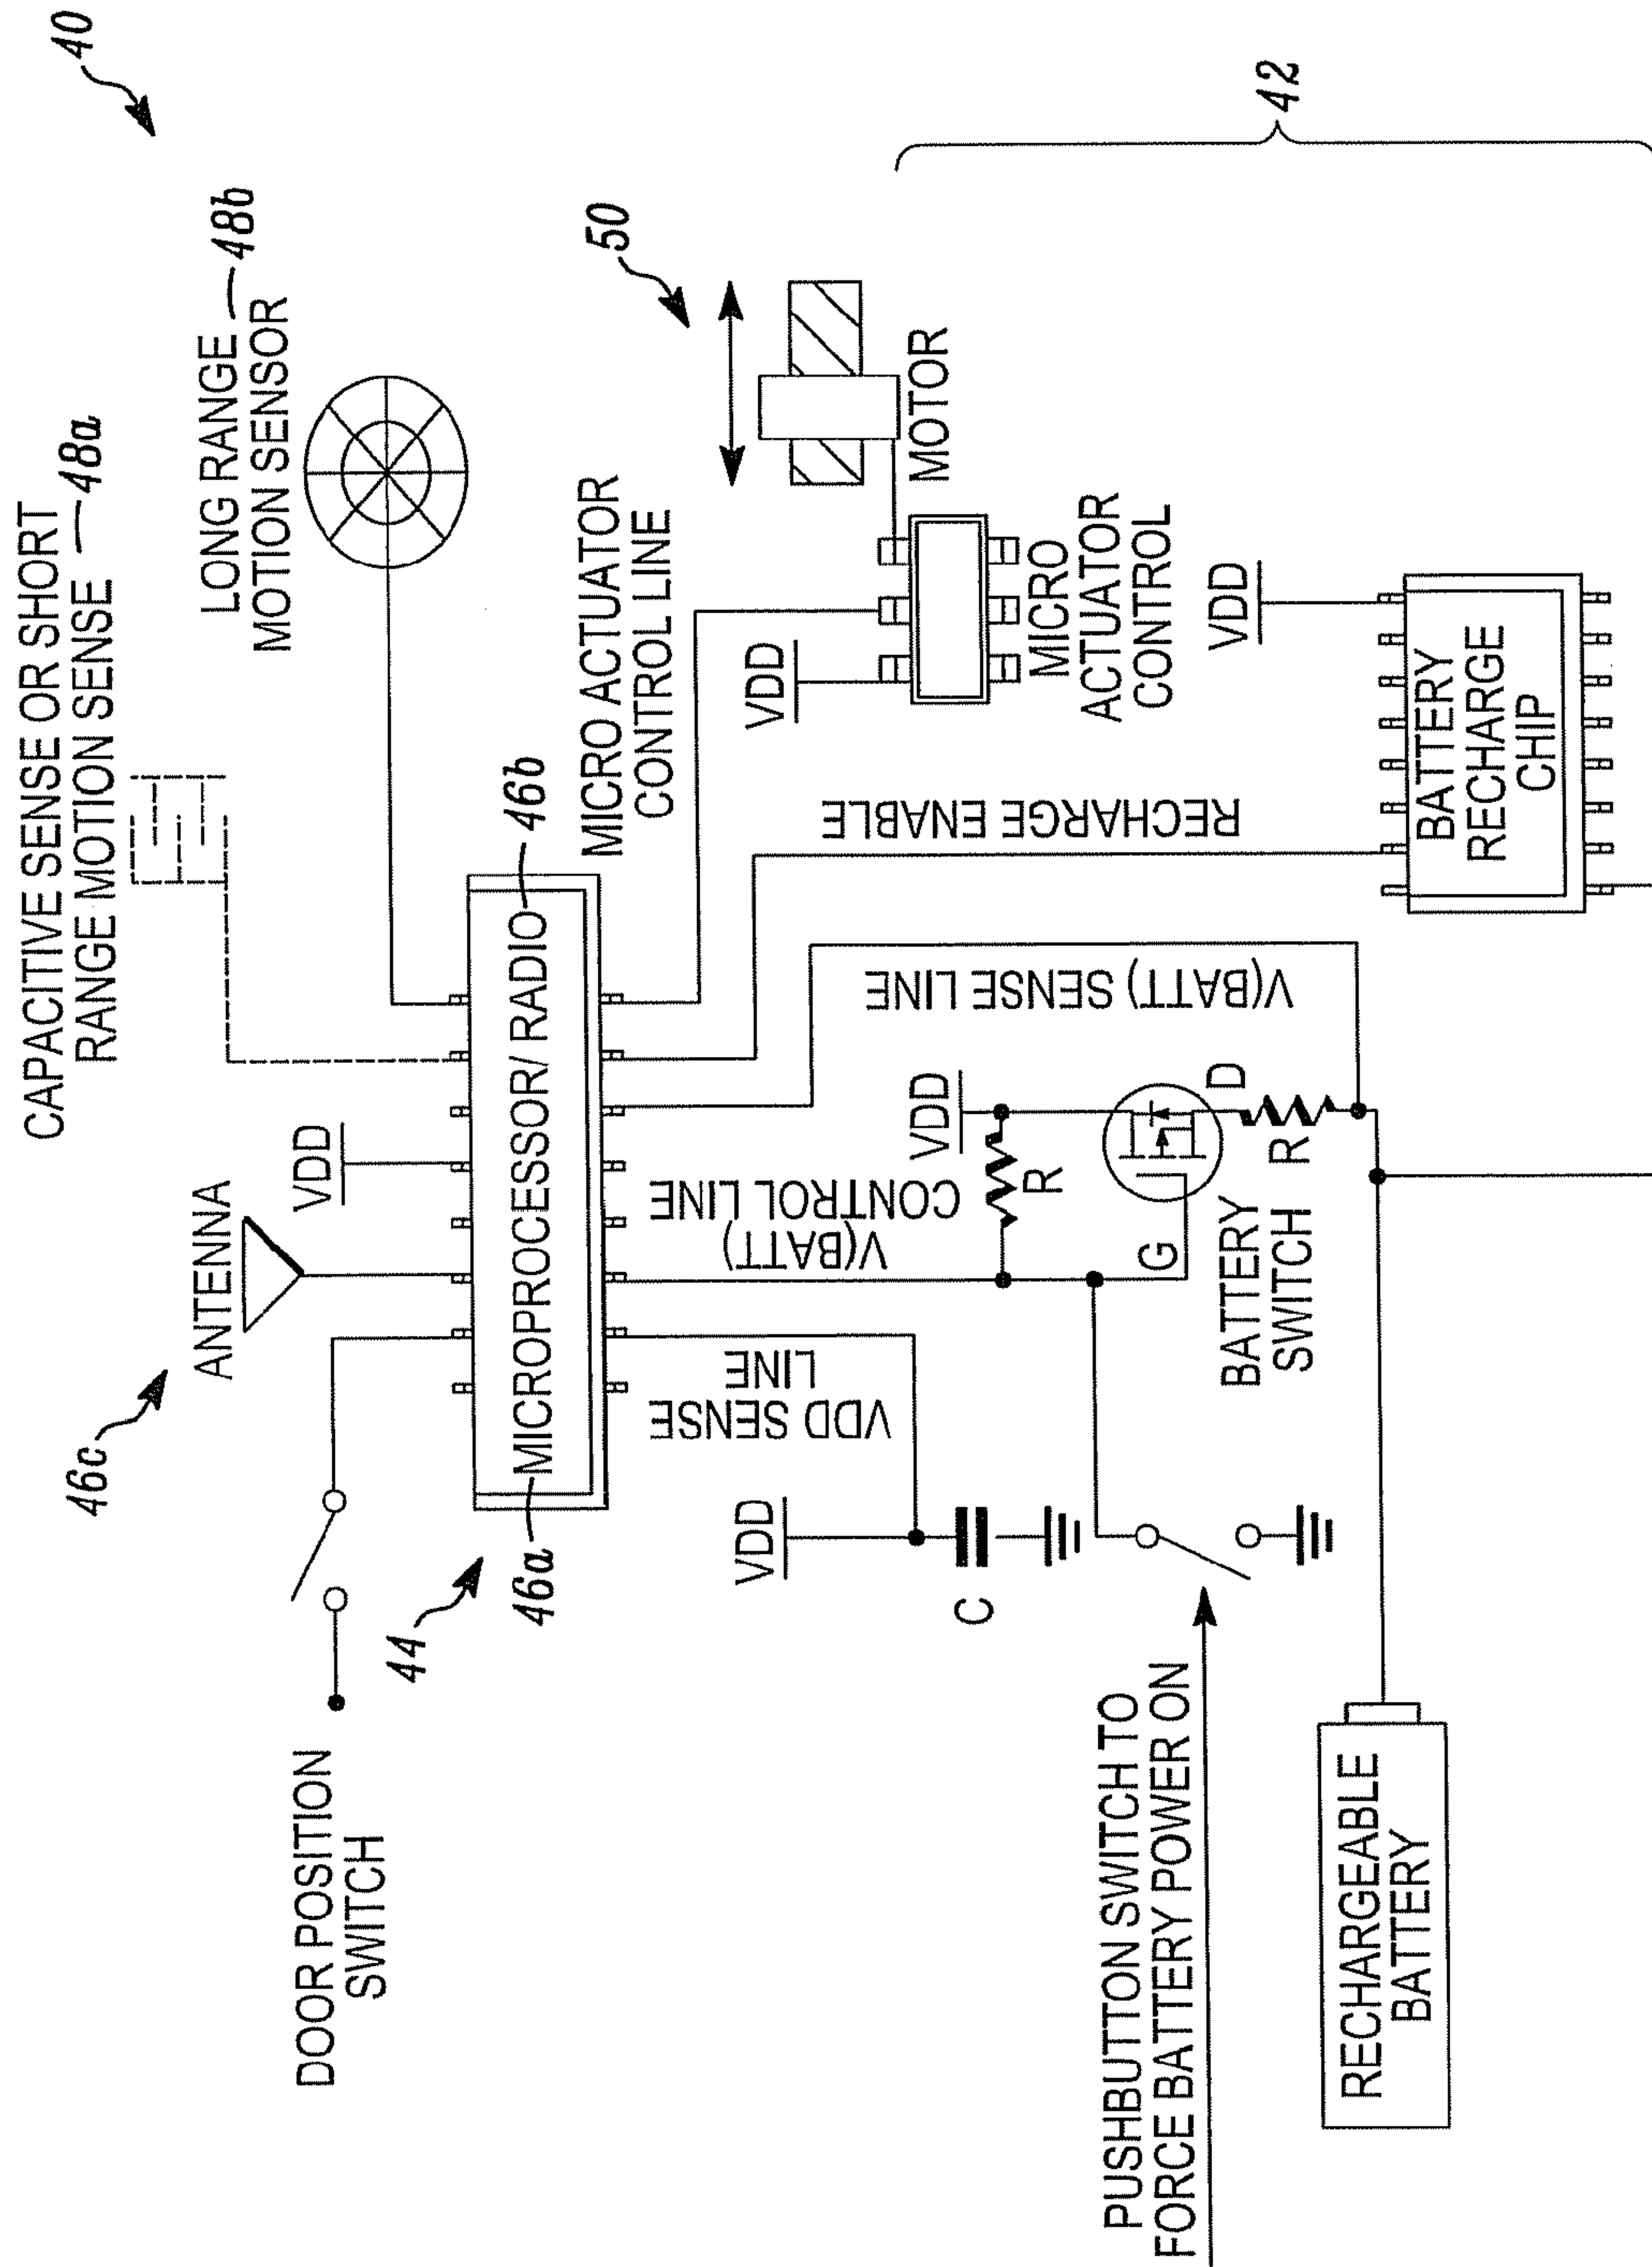 40
CAPACITIVE SENSE OR SHORT
RANGE MOTION SENSE 48a
LONG RANGE 48b
MOTION SENSOR
46c
ANTENNA
VDD
DOOR POSITION
SWITCH
44
46a MICROPROCESSOR/ RADIO 46b
MICRO ACTUATOR
CONTROL LINE
50
MOTOR
VDD
MICRO
ACTUATOR
CONTROL
42
VDD SENSE
LINE
V(BATT)
CONTROL LINE
V(BATT) SENSE LINE
RECHARGE ENABLE
VDD
C
VDD
R
G
D
R
BATTERY
SWITCH
VDD
BATTERY
RECHARGE
CHIP
PUSHBUTTON SWITCH TO
FORCE BATTERY POWER ON
RECHARGEABLE
BATTERY